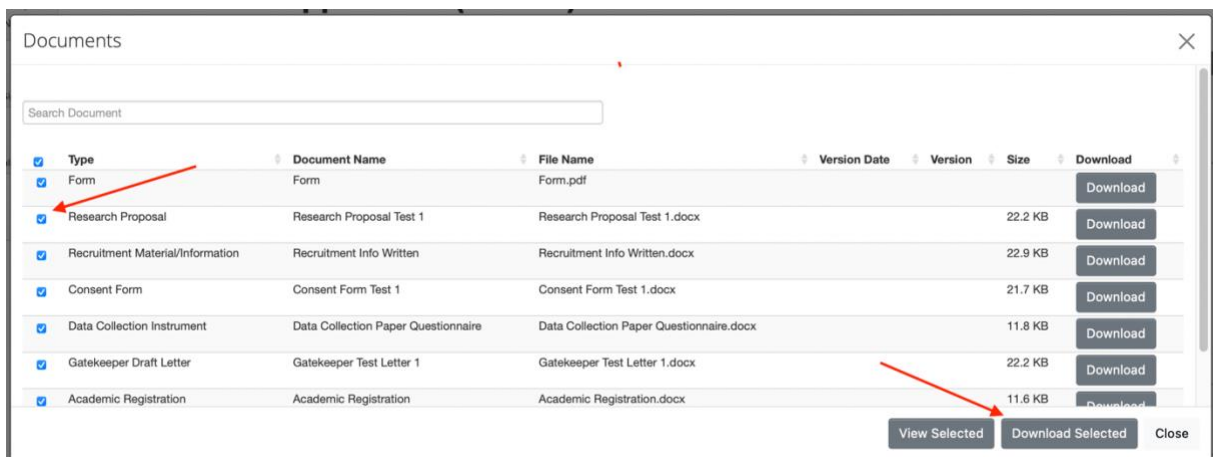 Documents
Search Document
Type Document Name File Name Version Date Version Size Download
Form Form Form.pdf Download
Research Proposal Research Proposal Test 1 Research Proposal Test 1.docx 22.2 KB Download
Recruitment Material/Information Recruitment Info Written Recruitment Info Written.docx 22.9 KB Download
Consent Form Consent Form Test 1 Consent Form Test 1.docx 21.7 KB Download
Data Collection Instrument Data Collection Paper Questionnaire Data Collection Paper Questionnaire.docx 11.8 KB Download
Gatekeeper Draft Letter Gatekeeper Test Letter 1 Gatekeeper Test Letter 1.docx 22.2 KB Download
Academic Registration Academic Registration Academic Registration.docx 11.6 KB Download
View Selected Download Selected Close